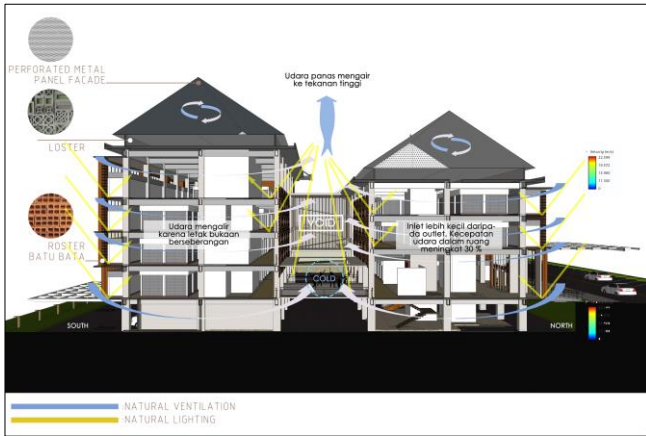 PERFORATED METAL
PANEL FACADE
LOSTER
ROSTER
BATU BATA
Udara panas mengair
ke tekanan tinggi
Udara mengalir
karena letak bukaan
berseberangan
VOID
Inlet lebih kecil daripa-
da outlet. Kecepatan
udara dalam ruang
meningkat 30 %
COLD
SOUTH
NORTH
NATURAL VENTILATION
NATURAL LIGHTING